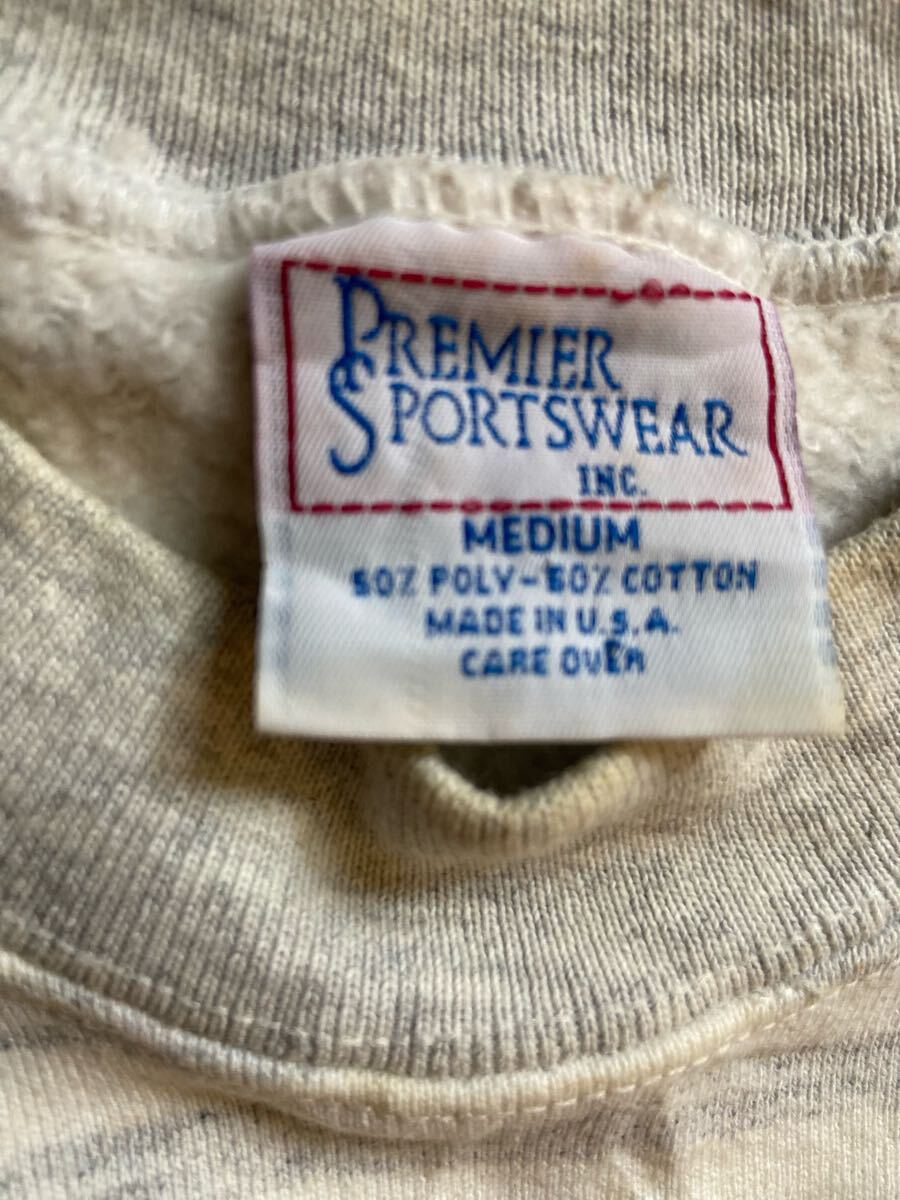 PREMIER
SPORTSWEAR
INC.
MEDIUM
50% POLY-50% COTTON
MADE IN U.S.A.
CARE OVER